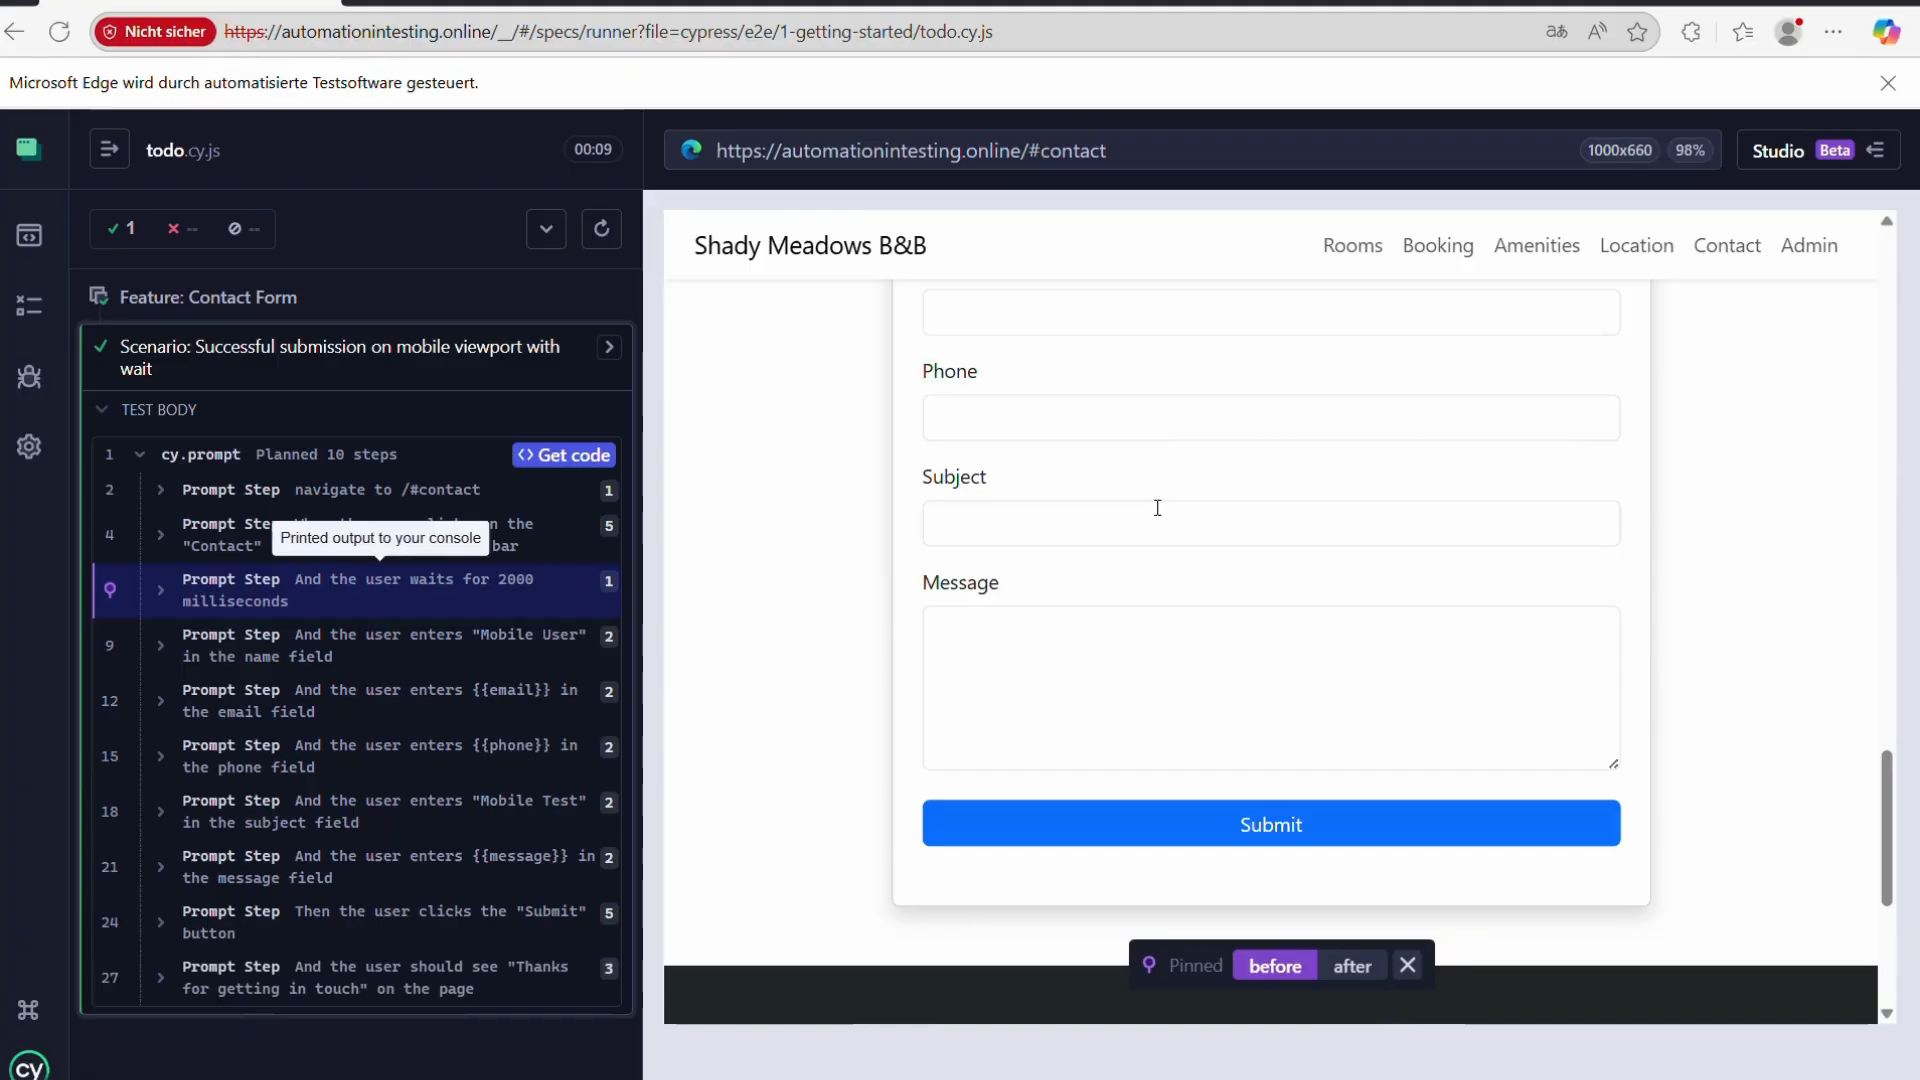 Nicht sicher https://automationintesting.online/__/#/specs/runner?file=cypress/e2e/1-getting-started/todo.cy.js
Microsoft Edge wird durch automatisierte Testsoftware gesteuert.
todo.cy.js 00:09
1 -- --
Feature: Contact Form
Scenario: Successful submission on mobile viewport with
wait
TEST BODY
1 cy.prompt Planned 10 steps Get code
2 Prompt Step navigate to /#contact 1
4 Prompt Step on the 5
"Contact" bar
Printed output to your console
Prompt Step And the user waits for 2000 1
milliseconds
9 Prompt Step And the user enters "Mobile User" 2
in the name field
12 Prompt Step And the user enters {{email}} in 2
the email field
15 Prompt Step And the user enters {{phone}} in 2
the phone field
18 Prompt Step And the user enters "Mobile Test" 2
in the subject field
21 Prompt Step And the user enters {{message}} in 2
the message field
24 Prompt Step Then the user clicks the "Submit" 5
button
27 Prompt Step And the user should see "Thanks 3
for getting in touch" on the page
cy
https://automationintesting.online/#contact 1000x660 98% Studio Beta
Shady Meadows B&B Rooms Booking Amenities Location Contact Admin
Phone
Subject
Message
Submit
Pinned before after